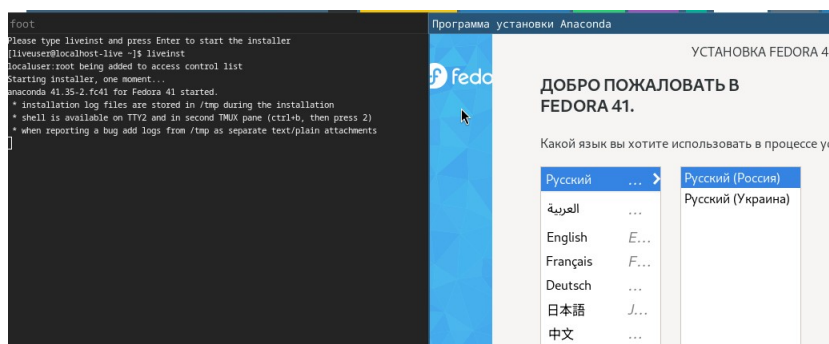 foot
Please type liveinst and press Enter to start the installer
[liveuser@localhost-live ~]$ liveinst
localuser:root being added to access control list
Starting installer, one moment...
anaconda 41.35-2.fc41 for Fedora 41 started.
* installation log files are stored in /tmp during the installation
* shell is available on TTY2 and in second TMUX pane (ctrl+b, then press 2)
* when reporting a bug add logs from /tmp as separate text/plain attachments
Программа установки Anaconda
fedo
УСТАНОВКА FEDORA 4
ДОБРО ПОЖАЛОВАТЬ В
FEDORA 41.
Какой язык вы хотите использовать в процессе ус
Русский ...
العربية ...
English E...
Français F...
Deutsch ...
日本語 J...
中文 ...
Русский (Россия)
Русский (Украина)